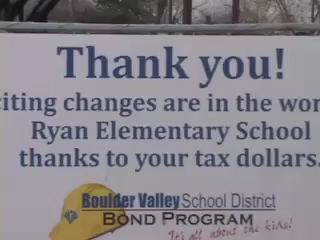 Thank you!
citing changes are in the wor
Ryan Elementary School
thanks to your tax dollars.
Boulder Valley School District
BOND PROGRAM
It's all about the kids!